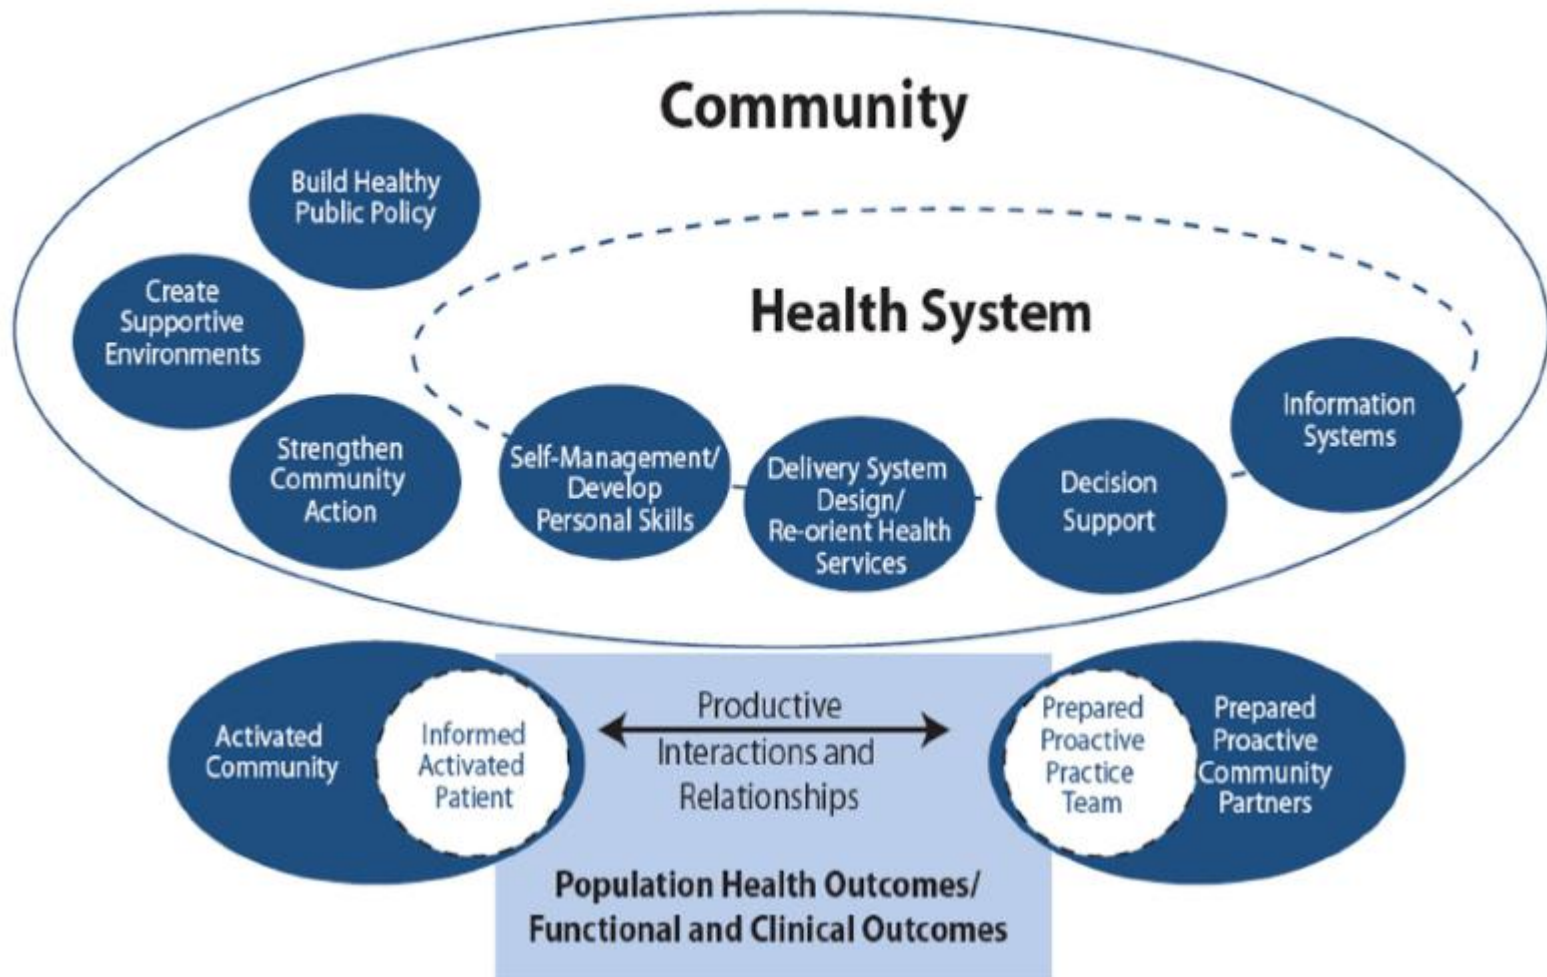 Community
Build Healthy
Public Policy
Create
Supportive
Environments
Strengthen
Community
Action
Health System
Self-Management/
Develop
Personal Skills
Delivery System
Design/
Re-orient Health
Services
Decision
Support
Information
Systems
Activated
Community
Informed
Activated
Patient
Productive
Interactions and
Relationships
Prepared
Proactive
Practice
Team
Prepared
Proactive
Community
Partners
Population Health Outcomes/
Functional and Clinical Outcomes